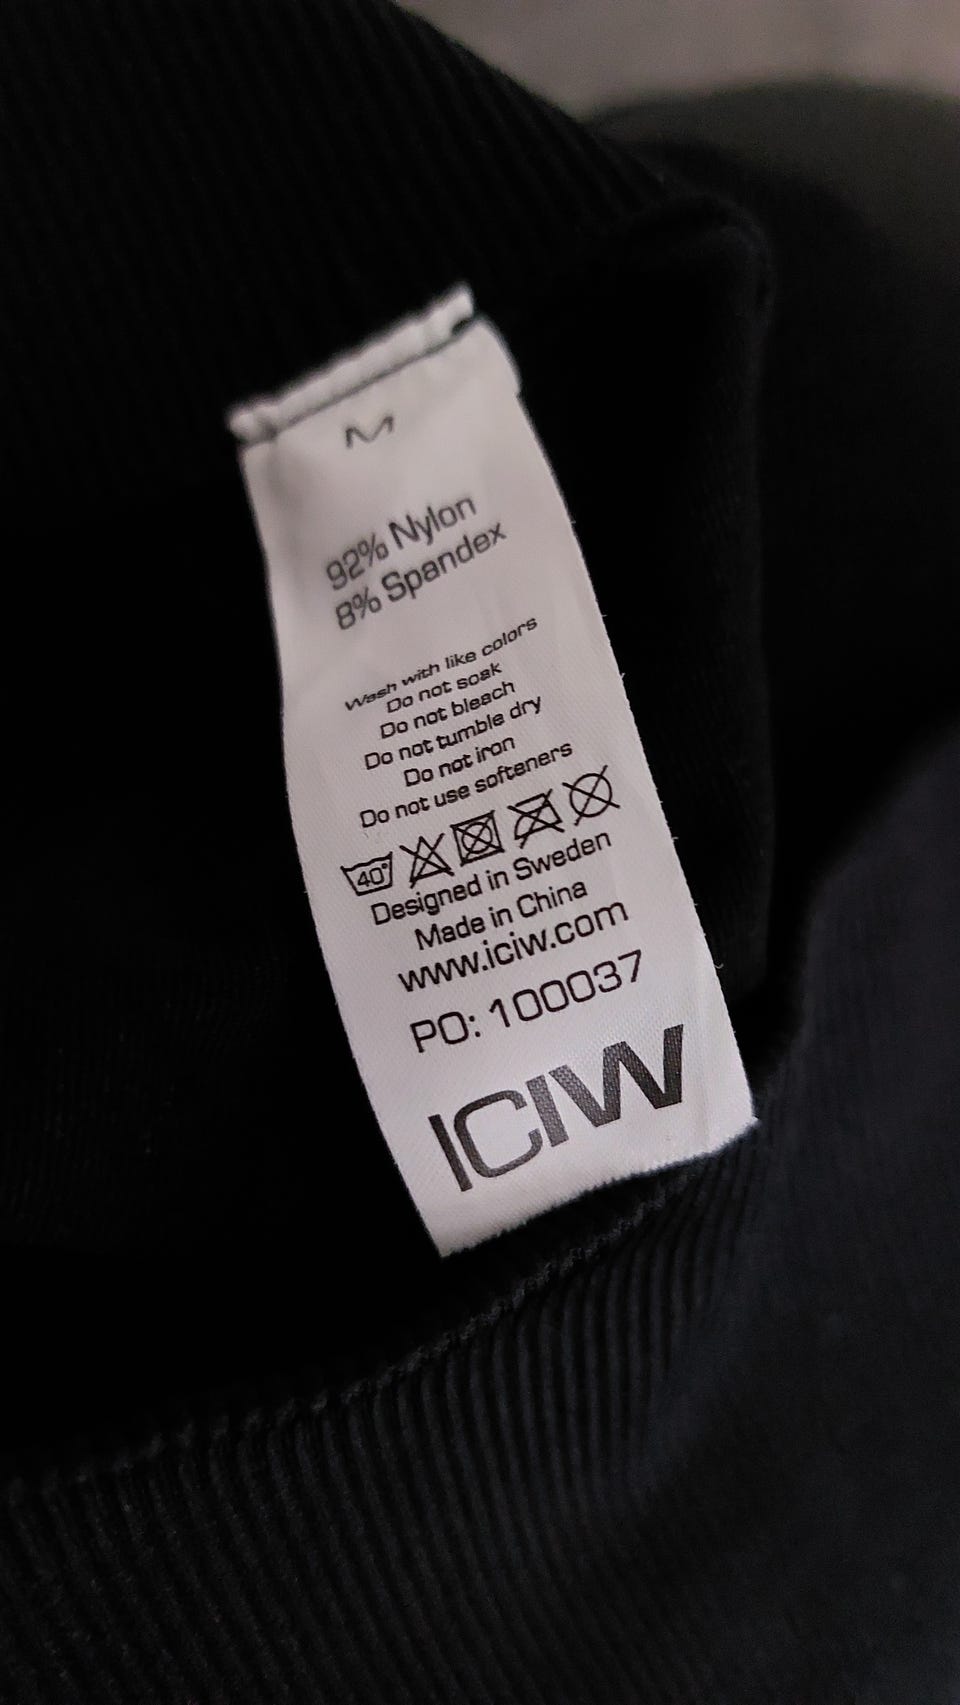 M
92% Nylon
8% Spandex
Wash with like colors
Do not soak
Do not bleach
Do not tumble dry
Do not iron
Do not use softeners
40°
Designed in Sweden
Made in China
www.iciw.com
PO: 100037
ICIW